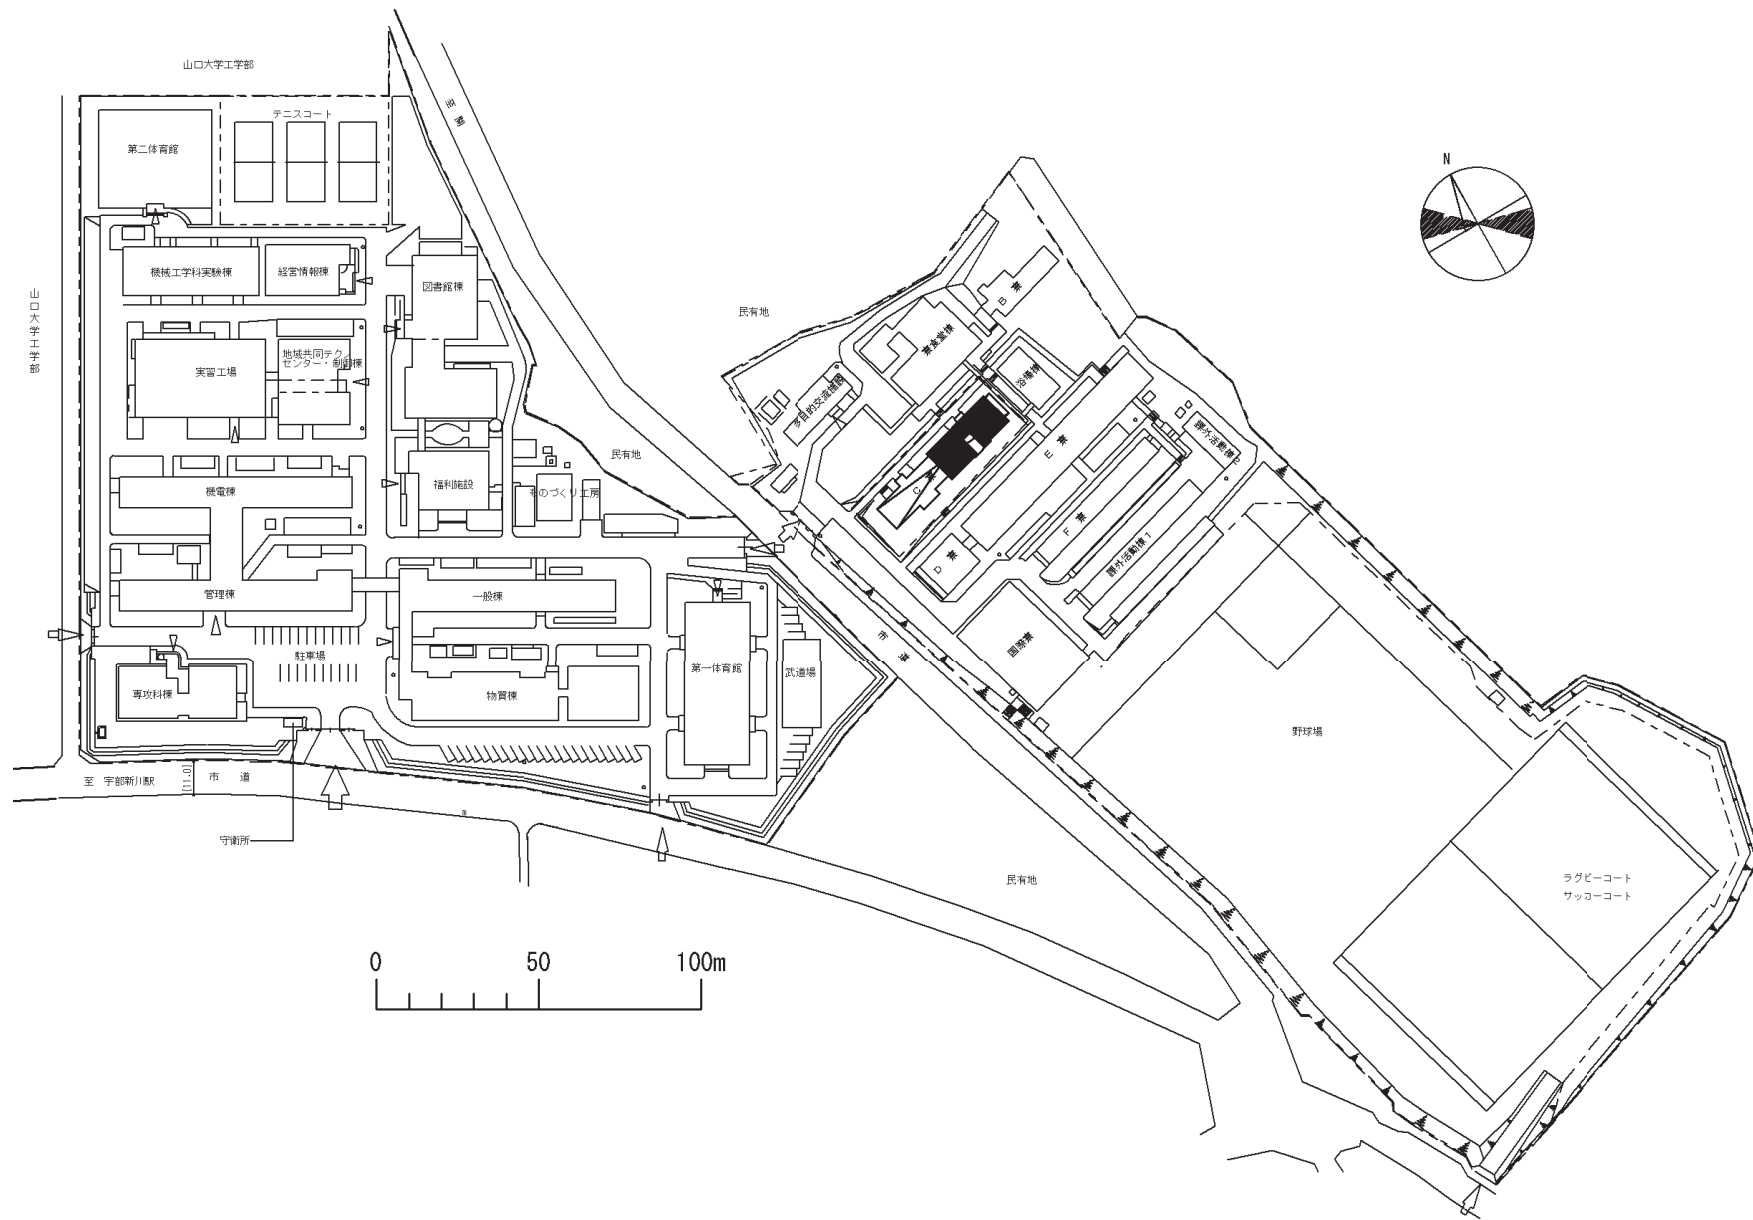 山口大学工学部
至 開
テニスコート
第二体育館
N
機械工学科実験棟
経営情報棟
図書館棟
民有地
B 寮
山口大学工学部
寮食堂棟
地域共同テクノ
センター・制御棟
実習工場
浴場棟
多目的交流施設
課外活動棟2
E 寮
民有地
機電棟
福利施設
ものづくり工房
C 寮
F 寮
課外活動棟1
D 寮
管理棟
一般棟
国際寮
市 道
駐車場
第一体育館
武道場
専攻科棟
物質棟
野球場
至 宇部新川駅
[11.0]
市 道
守衛所
民有地
ラグビーコート
サッカーコート
0 50 100m